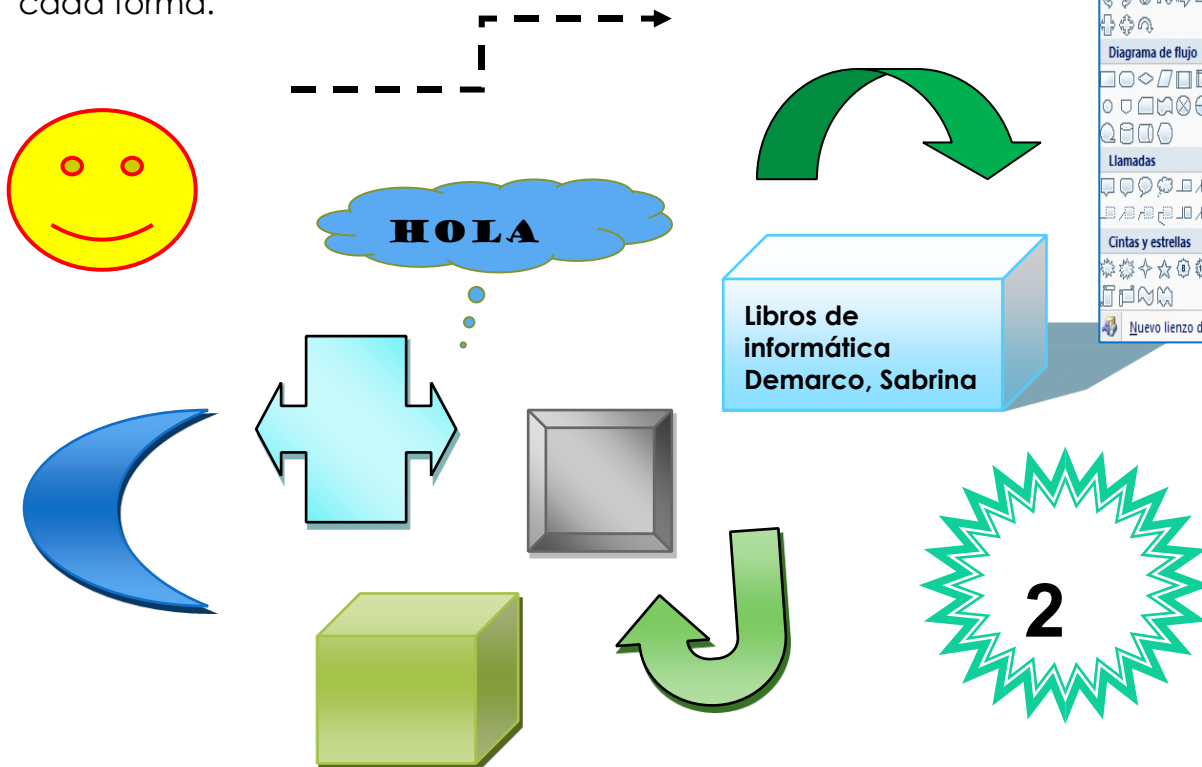 cada forma.
Diagrama de flujo
Llamadas
Cintas y estrellas
Nuevo lienzo d
HOLA
Libros de
informática
Demarco, Sabrina
2